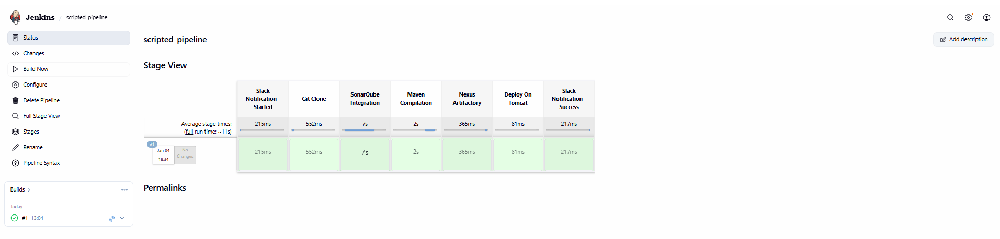 Jenkins / scripted_pipeline
Status
Changes
Build Now
Configure
Delete Pipeline
Full Stage View
Stages
Rename
Pipeline Syntax
Builds
Today
#1 13:04
scripted_pipeline
Add description
Stage View
Slack
Notification -
Started
Git Clone
SonarQube
Integration
Maven
Compilation
Nexus
Artifactory
Deploy On
Tomcat
Slack
Notification -
Success
Average stage times:
(full run time: ~11s)
215ms 552ms 7s 2s 365ms 81ms 217ms
#1
Jan 04
18:34
No
Changes
215ms 552ms 7s 2s 365ms 81ms 217ms
Permalinks